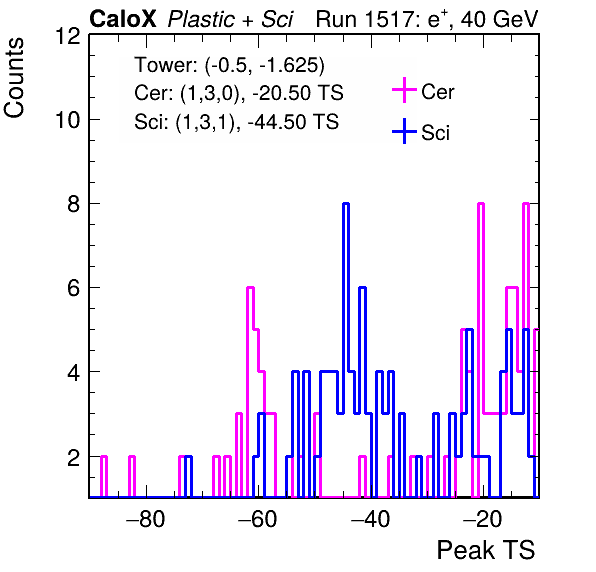 CaloX Plastic + Sci Run 1517: e⁺, 40 GeV
Counts
12
10
8
6
4
2
Tower: (-0.5, -1.625)
Cer: (1,3,0), -20.50 TS
Sci: (1,3,1), -44.50 TS
Cer
Sci
−80 −60 −40 −20
Peak TS